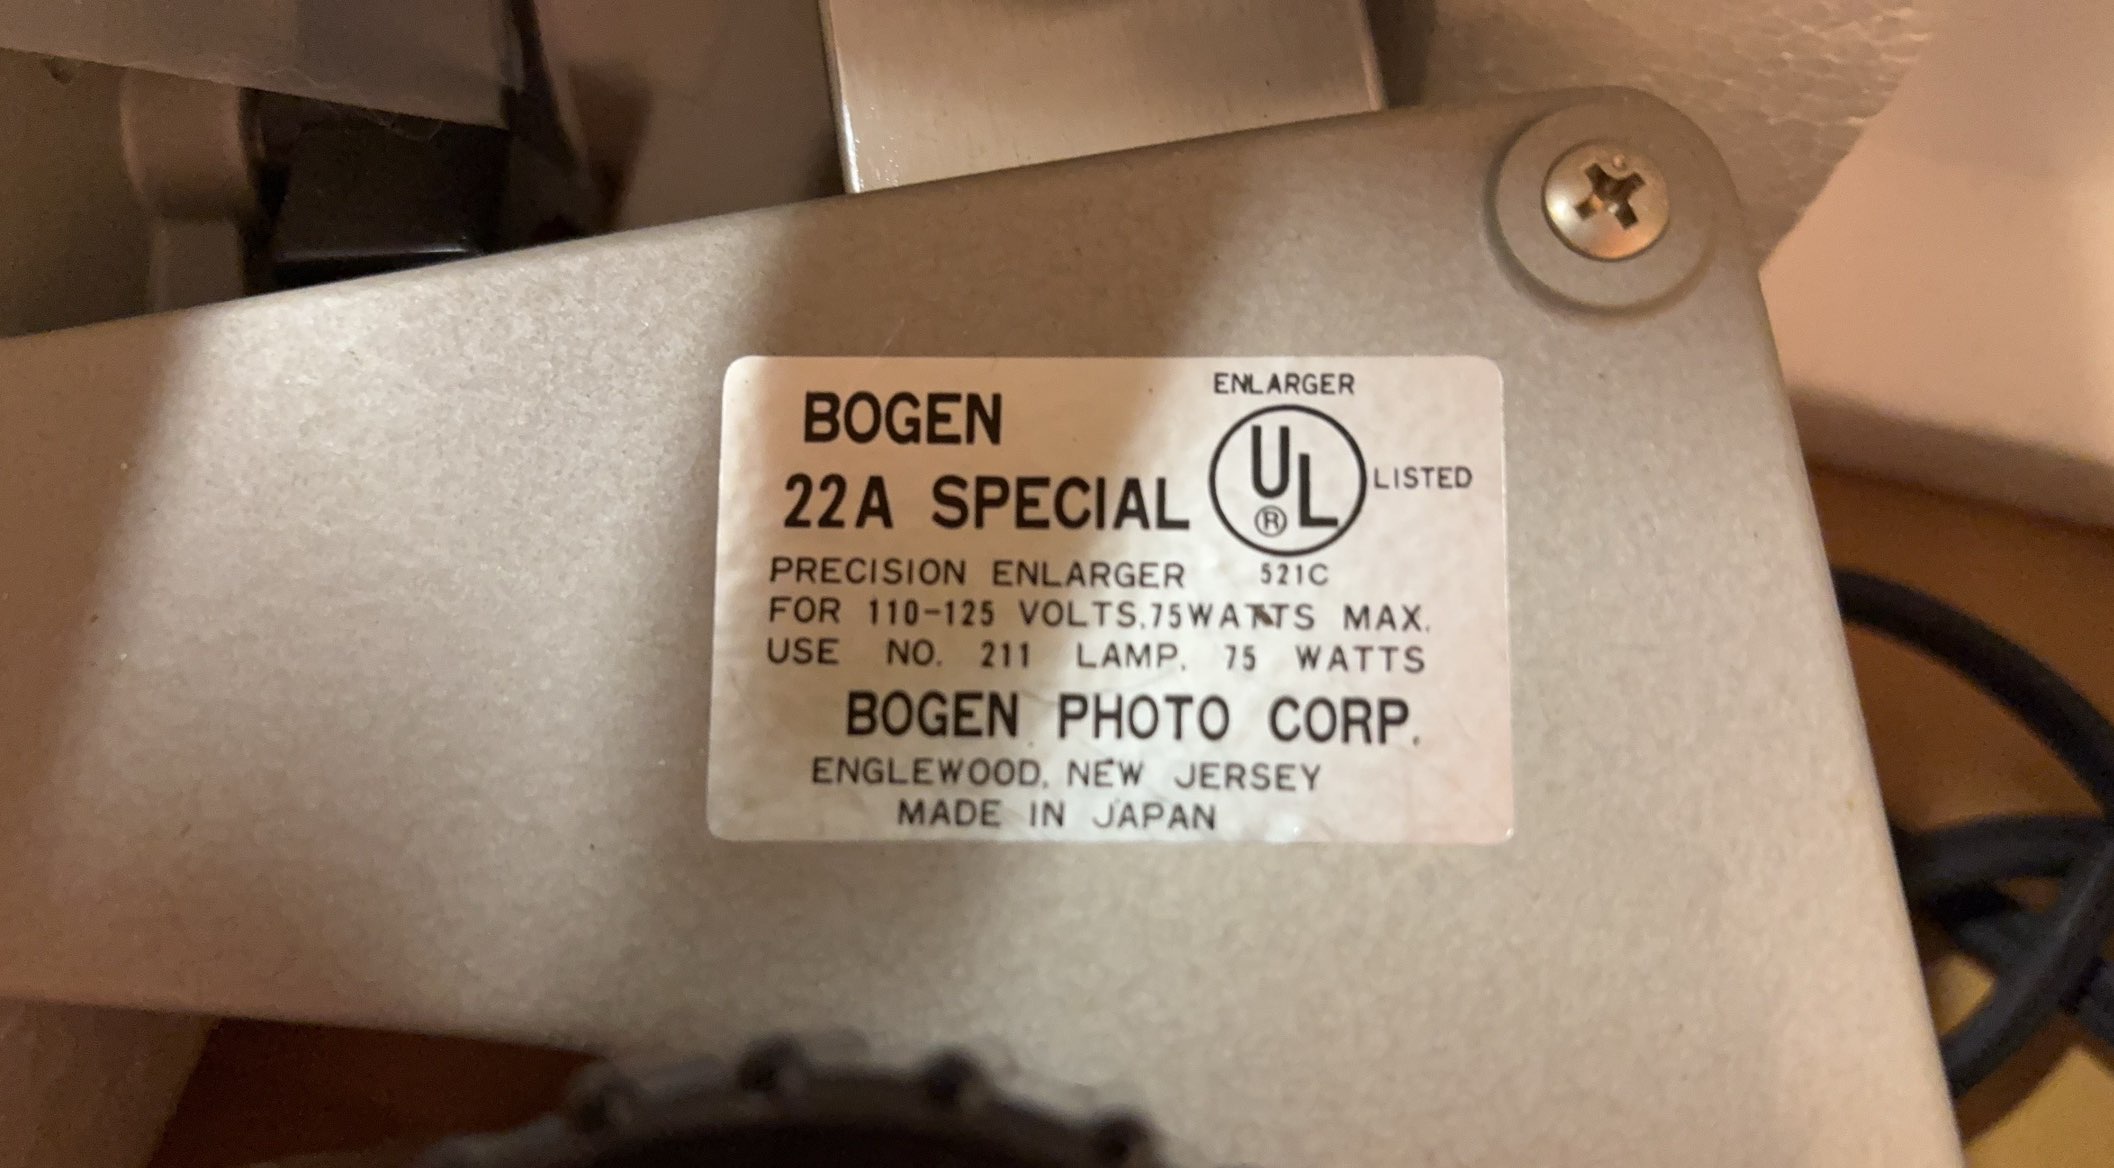 BOGEN
22A SPECIAL
ENLARGER
UL
®
LISTED
PRECISION ENLARGER 521C
FOR 110-125 VOLTS.75WATTS MAX.
USE NO. 211 LAMP. 75 WATTS
BOGEN PHOTO CORP.
ENGLEWOOD. NEW JERSEY
MADE IN JAPAN